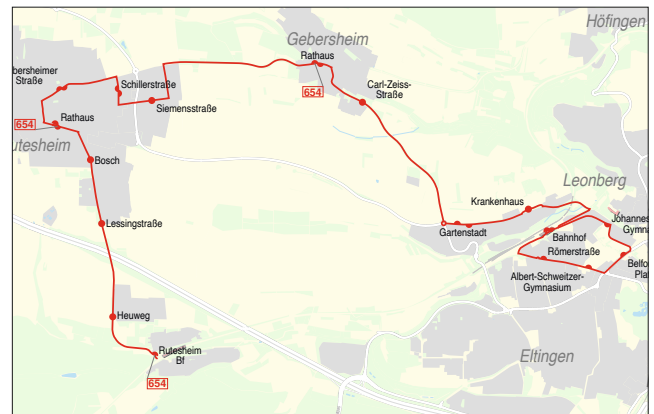 Höfingen
Gebersheim
Rathaus
654
bersheimer
Straße
Schillerstraße
Siemensstraße
Carl-Zeiss-
Straße
Rathaus
654
utesheim
Bosch
Lessingstraße
Krankenhaus
Leonberg
Gartenstadt
Bahnhof
Römerstraße
Johannes
Gymna
Albert-Schweitzer-
Gymnasium
Belfo
Pla
Heuweg
Rutesheim
Bf
654
Eltingen